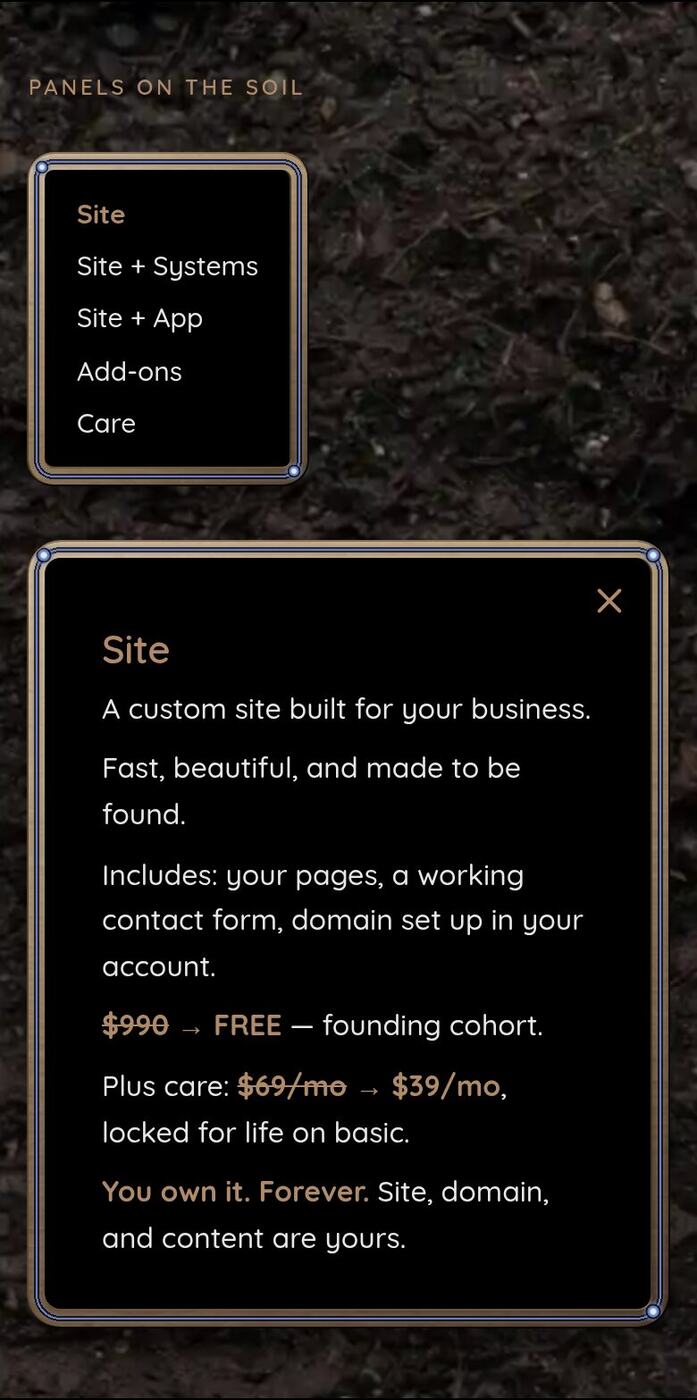 PANELS ON THE SOIL
Site
Site + Systems
Site + App
Add-ons
Care
Site
A custom site built for your business.
Fast, beautiful, and made to be
found.
Includes: your pages, a working
contact form, domain set up in your
account.
$990 → FREE — founding cohort.
Plus care: $69/mo → $39/mo,
locked for life on basic.
You own it. Forever. Site, domain,
and content are yours.